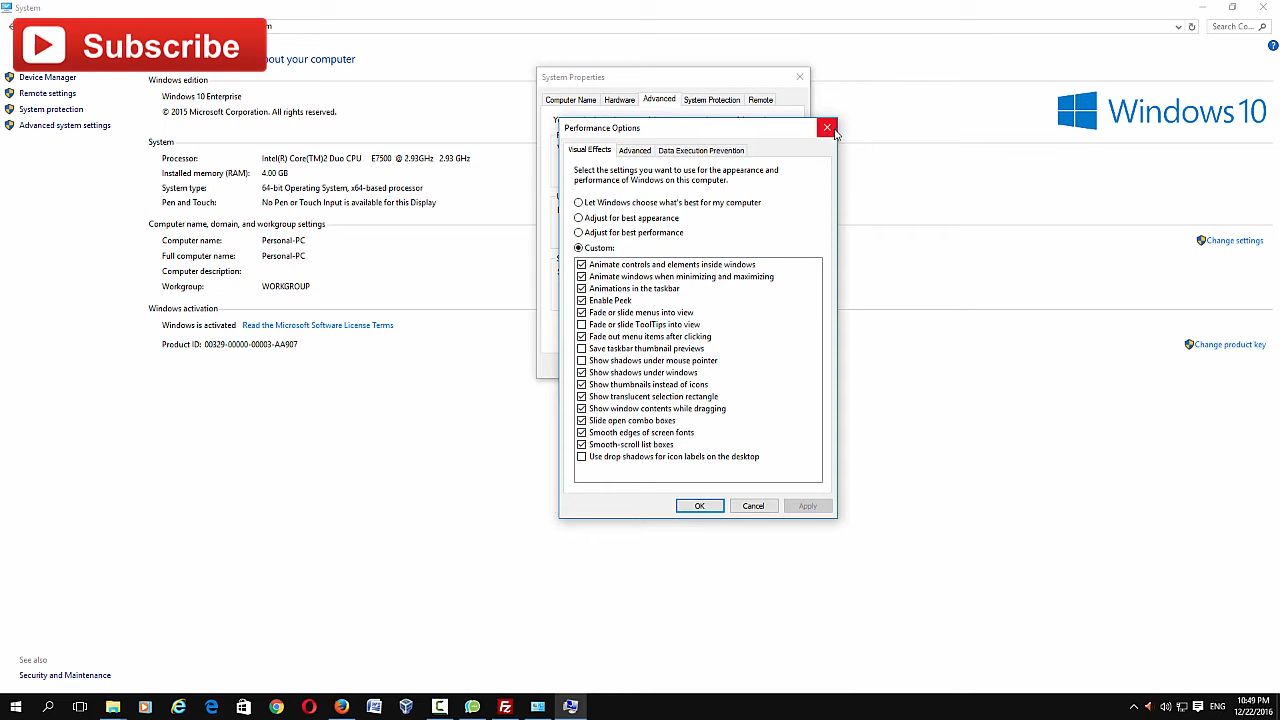 System
Search Co...
Subscribe
out your computer
Device Manager
Remote settings
System protection
Advanced system settings
Windows edition
Windows 10 Enterprise
© 2015 Microsoft Corporation. All rights reserved.
Windows 10
System
Processor: Intel(R) Core(TM)2 Duo CPU E7500 @ 2.93GHz 2.93 GHz
Installed memory (RAM): 4.00 GB
System type: 64-bit Operating System, x64-based processor
Pen and Touch: No Pen or Touch Input is available for this Display
Computer name, domain, and workgroup settings
Computer name: Personal-PC
Change settings
Full computer name: Personal-PC
Computer description:
Workgroup: WORKGROUP
Windows activation
Windows is activated Read the Microsoft Software License Terms
Product ID: 00329-00000-00003-AA907
Change product key
System Properties
Computer Name Hardware Advanced System Protection Remote
Performance Options
Visual Effects Advanced Data Execution Prevention
Select the settings you want to use for the appearance and
performance of Windows on this computer.
Let Windows choose what's best for my computer
Adjust for best appearance
Adjust for best performance
Custom:
Animate controls and elements inside windows
Animate windows when minimizing and maximizing
Animations in the taskbar
Enable Peek
Fade or slide menus into view
Fade or slide ToolTips into view
Fade out menu items after clicking
Save taskbar thumbnail previews
Show shadows under mouse pointer
Show shadows under windows
Show thumbnails instead of icons
Show translucent selection rectangle
Show window contents while dragging
Slide open combo boxes
Smooth edges of screen fonts
Smooth-scroll list boxes
Use drop shadows for icon labels on the desktop
OK Cancel Apply
See also
Security and Maintenance
ENG
10:49 PM
12/22/2016